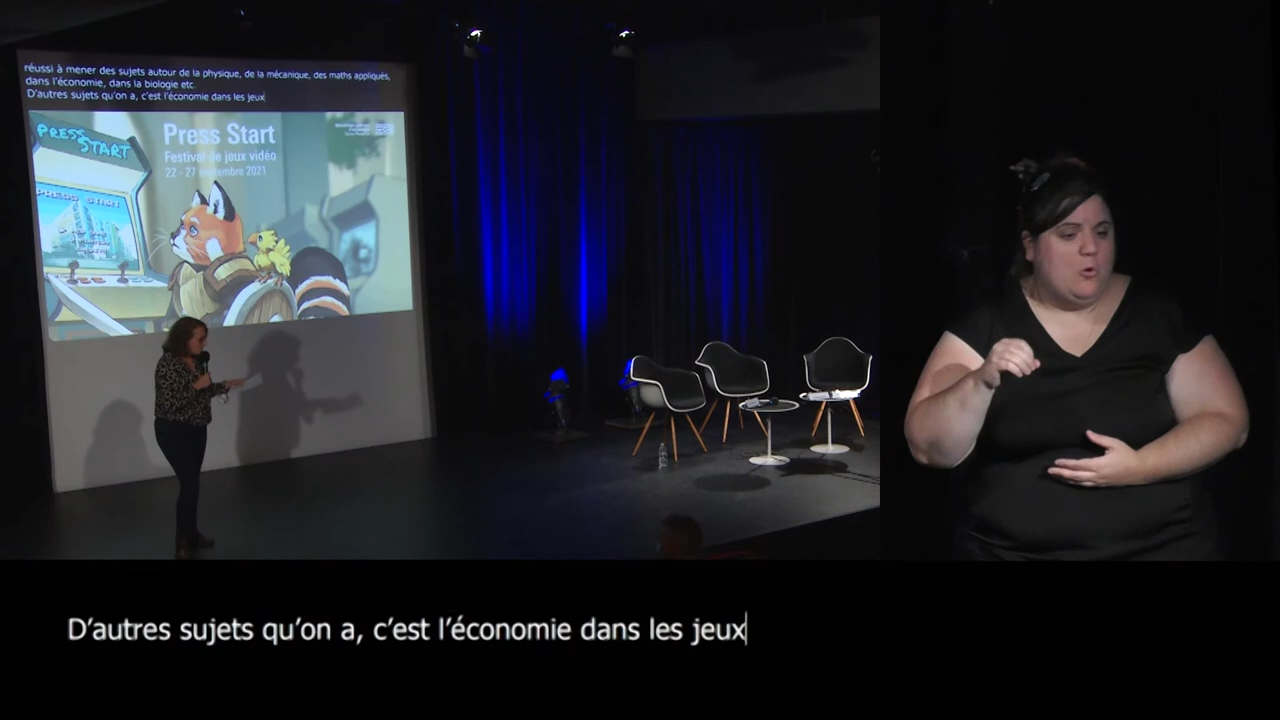 réussi à mener des sujets autour de la physique, de la mécanique, des maths appliqués,
dans l'économie, dans la biologie etc.
D'autres sujets qu'on a, c'est l'économie dans les jeux
PRESS START
Press Start
Festival de jeux vidéo
22 - 27 septembre 2021
PRESS START
D'autres sujets qu'on a, c'est l'économie dans les jeux